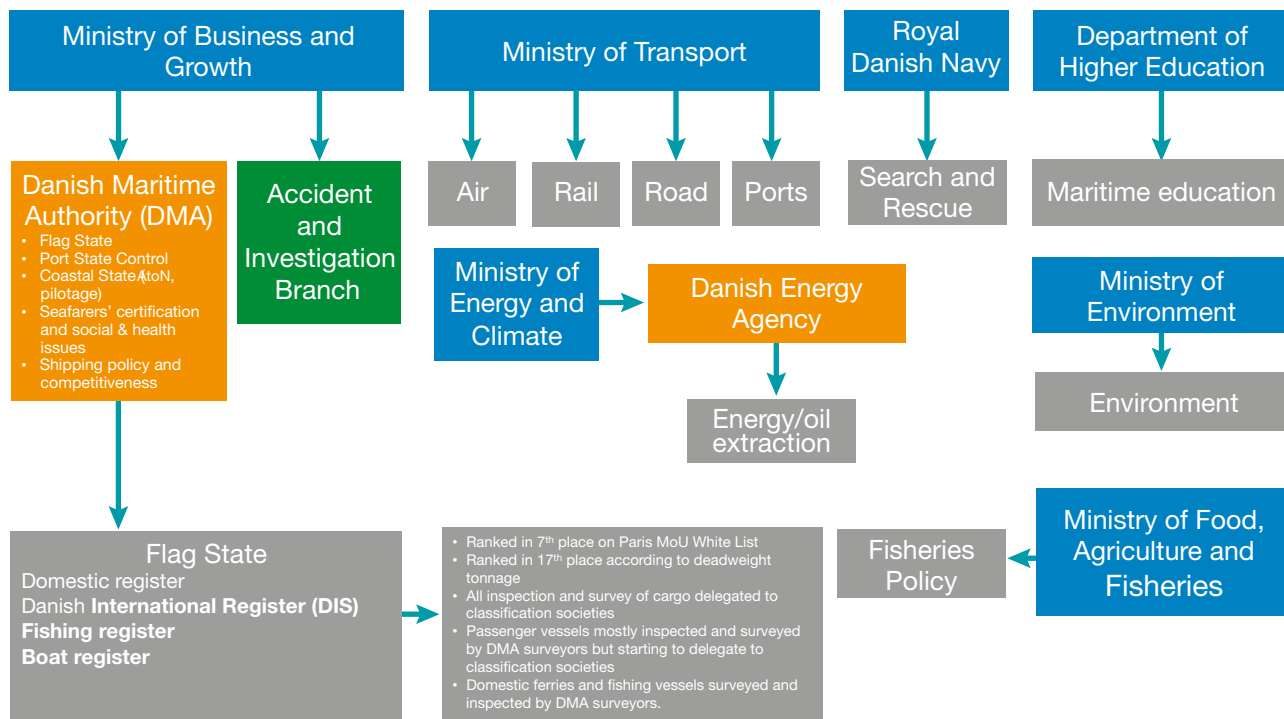 Ministry of Business and
Growth
Ministry of Transport
Royal
Danish Navy
Department of
Higher Education
Danish Maritime
Authority (DMA)
• Flag State
• Port State Control
• Coastal State (AtoN,
pilotage)
• Seafarers’ certification
and social & health
issues
• Shipping policy and
competitiveness
Accident
and
Investigation
Branch
Air
Rail
Road
Ports
Search and
Rescue
Maritime education
Ministry of
Energy and
Climate
Danish Energy
Agency
Energy/oil
extraction
Ministry of
Environment
Environment
Flag State
Domestic register
Danish International Register (DIS)
Fishing register
Boat register
• Ranked in 7th place on Paris MoU White List
• Ranked in 17th place according to deadweight
tonnage
• All inspection and survey of cargo delegated to
classification societies
• Passenger vessels mostly inspected and surveyed
by DMA surveyors but starting to delegate to
classification societies
• Domestic ferries and fishing vessels surveyed and
inspected by DMA surveyors.
Fisheries
Policy
Ministry of Food,
Agriculture and
Fisheries